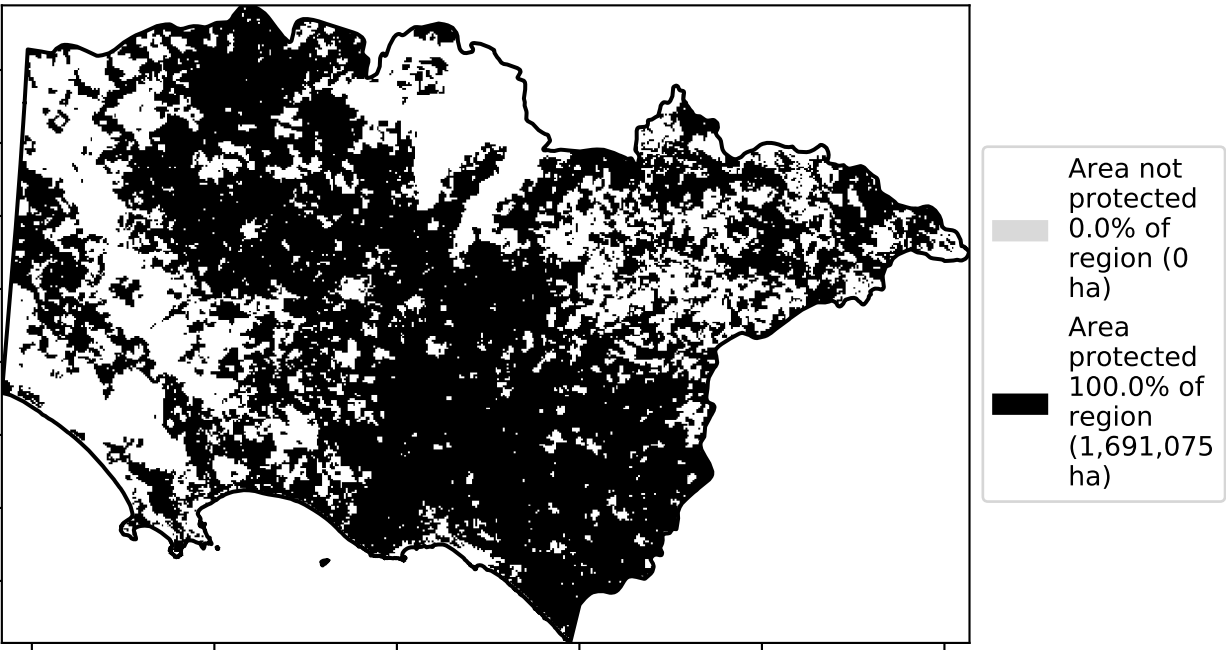 Area not
protected
0.0% of
region (0
ha)
Area
protected
100.0% of
region
(1,691,075
ha)